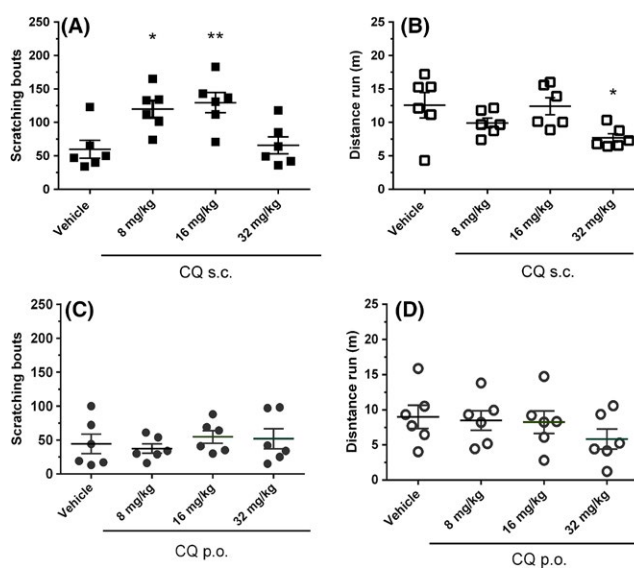 (A)
Scratching bouts
250
200
150
100
50
0
*
**
Vehicle
8 mg/kg
16 mg/kg
32 mg/kg
CQ s.c.
(B)
Distance run (m)
25
20
15
10
5
0
*
Vehicle
8 mg/kg
16 mg/kg
32 mg/kg
CQ s.c.
(C)
Scratching bouts
250
200
150
100
50
0
Vehicle
8 mg/kg
16 mg/kg
32 mg/kg
CQ p.o.
(D)
Disntance run (m)
25
20
15
10
5
0
Vehicle
8 mg/kg
16 mg/kg
32 mg/kg
CQ p.o.